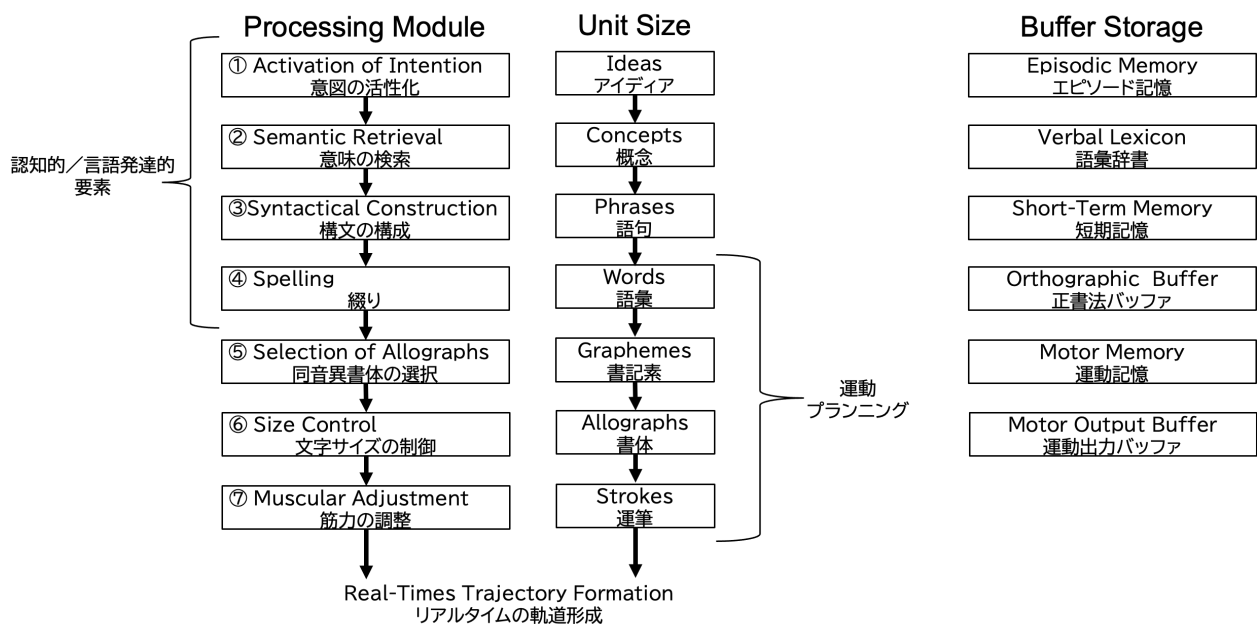 Processing Module
Unit Size
Buffer Storage
① Activation of Intention
意図の活性化
Ideas
アイディア
Episodic Memory
エピソード記憶
② Semantic Retrieval
意味の検索
Concepts
概念
Verbal Lexicon
語彙辞書
認知的／言語発達的
要素
③Syntactical Construction
構文の構成
Phrases
語句
Short-Term Memory
短期記憶
④ Spelling
綴り
Words
語彙
Orthographic Buffer
正書法バッファ
⑤ Selection of Allographs
同音異書体の選択
Graphemes
書記素
Motor Memory
運動記憶
運動
プランニング
⑥ Size Control
文字サイズの制御
Allographs
書体
Motor Output Buffer
運動出力バッファ
⑦ Muscular Adjustment
筋力の調整
Strokes
運筆
Real-Times Trajectory Formation
リアルタイムの軌道形成